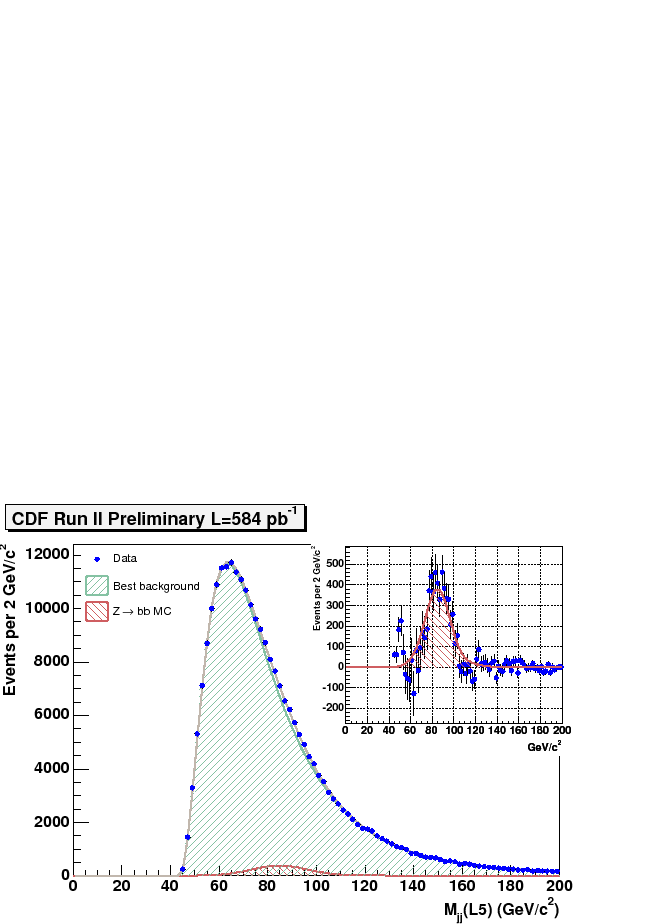 CDF Run II Preliminary L=584 pb-1
Events per 2 GeV/c2
12000
10000
8000
6000
4000
2000
0
Data
Best background
Z → bb MC
0 20 40 60 80 100 120 140 160 180 200
Mjj(L5) (GeV/c2)
Events per 2 GeV/c2
500
400
300
200
100
0
-100
-200
0 20 40 60 80 100 120 140 160 180 200
GeV/c2